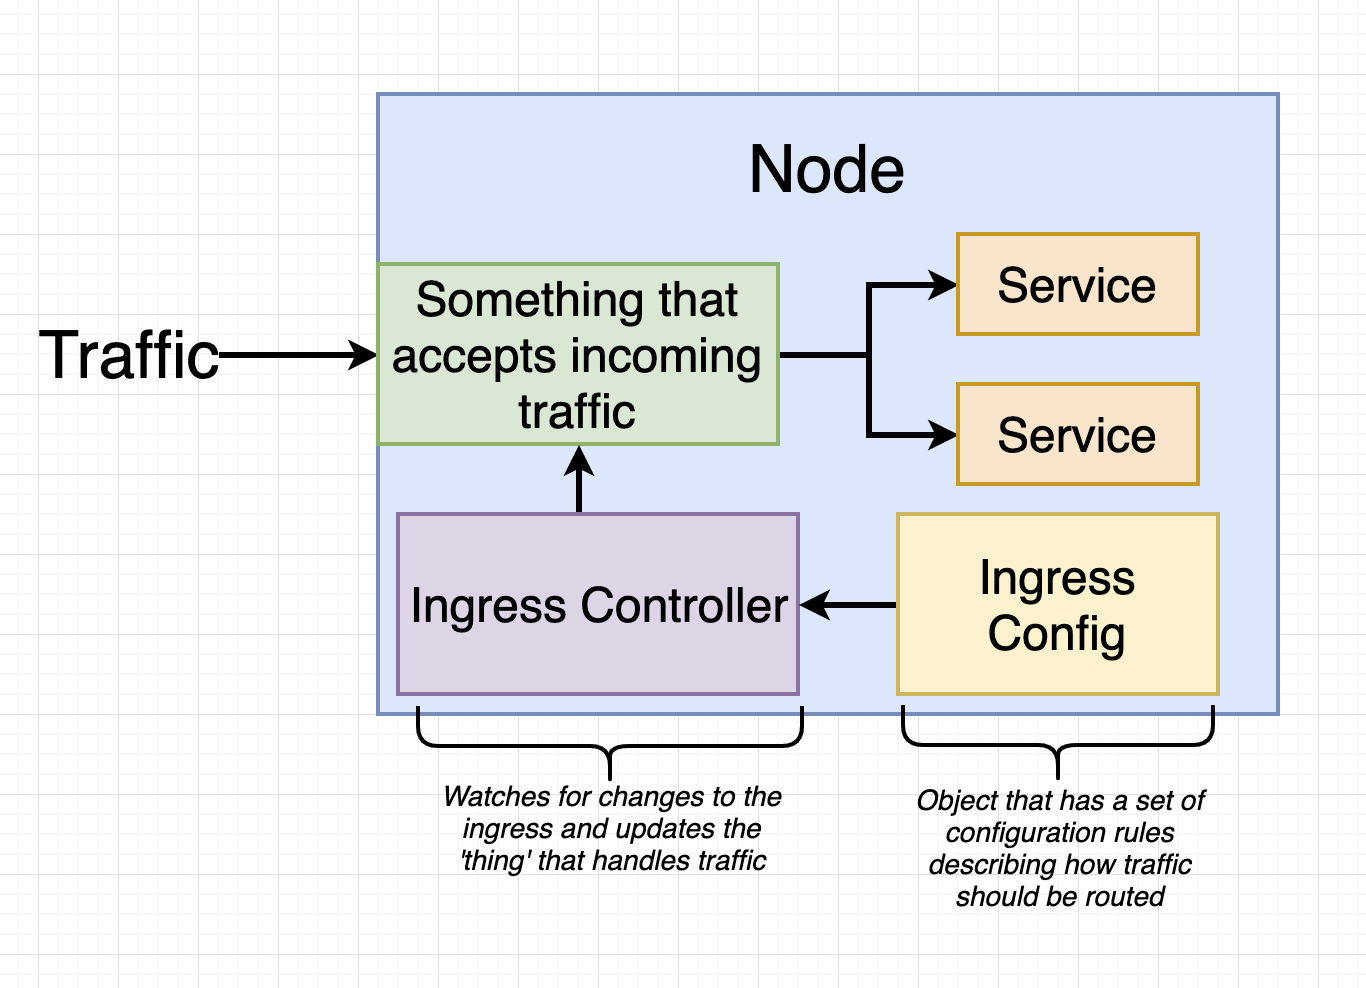 Node
Traffic
Something that
accepts incoming
traffic
Service
Service
Ingress Controller
Ingress
Config
Watches for changes to the
ingress and updates the
'thing' that handles traffic
Object that has a set of
configuration rules
describing how traffic
should be routed